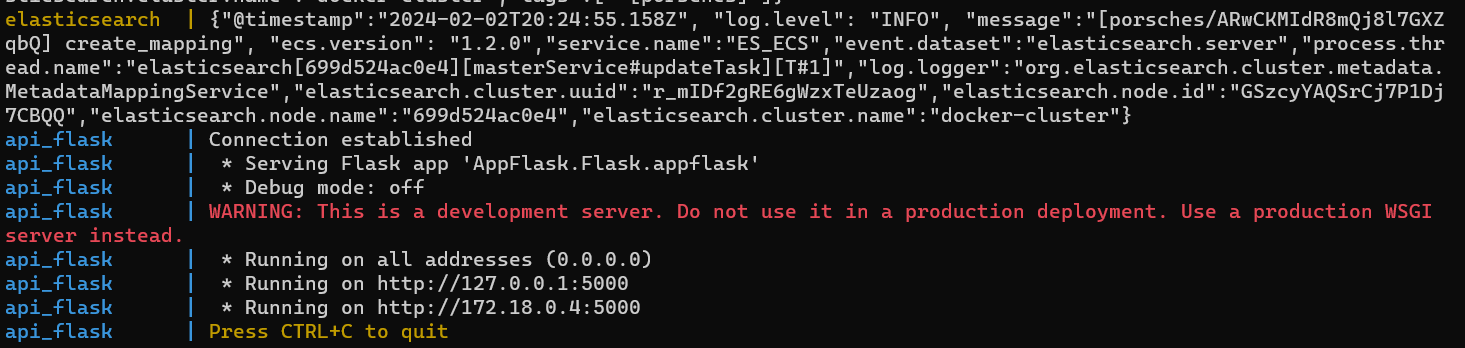 elasticsearch  | {"@timestamp":"2024-02-02T20:24:55.158Z", "log.level": "INFO", "message":"[porsches/ARwCKMIdR8mQj8l7GXZ
qbQ] create_mapping", "ecs.version": "1.2.0","service.name":"ES_ECS","event.dataset":"elasticsearch.server","process.thr
ead.name":"elasticsearch[699d524ac0e4][masterService#updateTask][T#1]","log.logger":"org.elasticsearch.cluster.metadata.
MetadataMappingService","elasticsearch.cluster.uuid":"r_mIDf2gRE6gWzxTeUzaog","elasticsearch.node.id":"GSzcyYAQSrCj7P1Dj
7CBQQ","elasticsearch.node.name":"699d524ac0e4","elasticsearch.cluster.name":"docker-cluster"}
api_flask      | Connection established
api_flask      |  * Serving Flask app 'AppFlask.Flask.appflask'
api_flask      |  * Debug mode: off
api_flask      | WARNING: This is a development server. Do not use it in a production deployment. Use a production WSGI
server instead.
api_flask      |  * Running on all addresses (0.0.0.0)
api_flask      |  * Running on http://127.0.0.1:5000
api_flask      |  * Running on http://172.18.0.4:5000
api_flask      | Press CTRL+C to quit